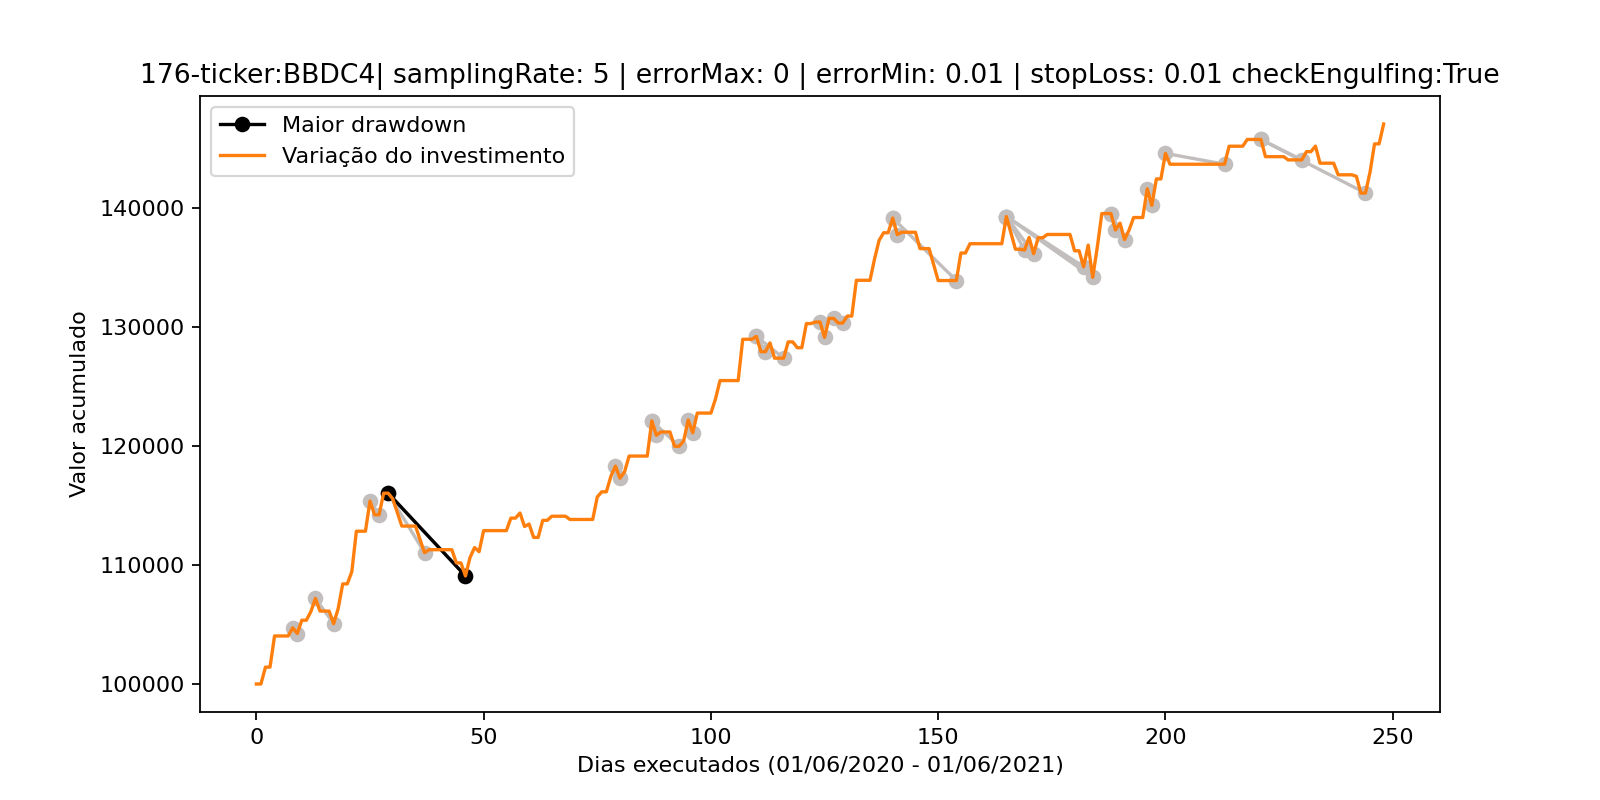 176-ticker:BBDC4| samplingRate: 5 | errorMax: 0 | errorMin: 0.01 | stopLoss: 0.01 checkEngulfing:True
Maior drawdown
Variação do investimento
Valor acumulado
140000
130000
120000
110000
100000
0 50 100 150 200 250
Dias executados (01/06/2020 - 01/06/2021)